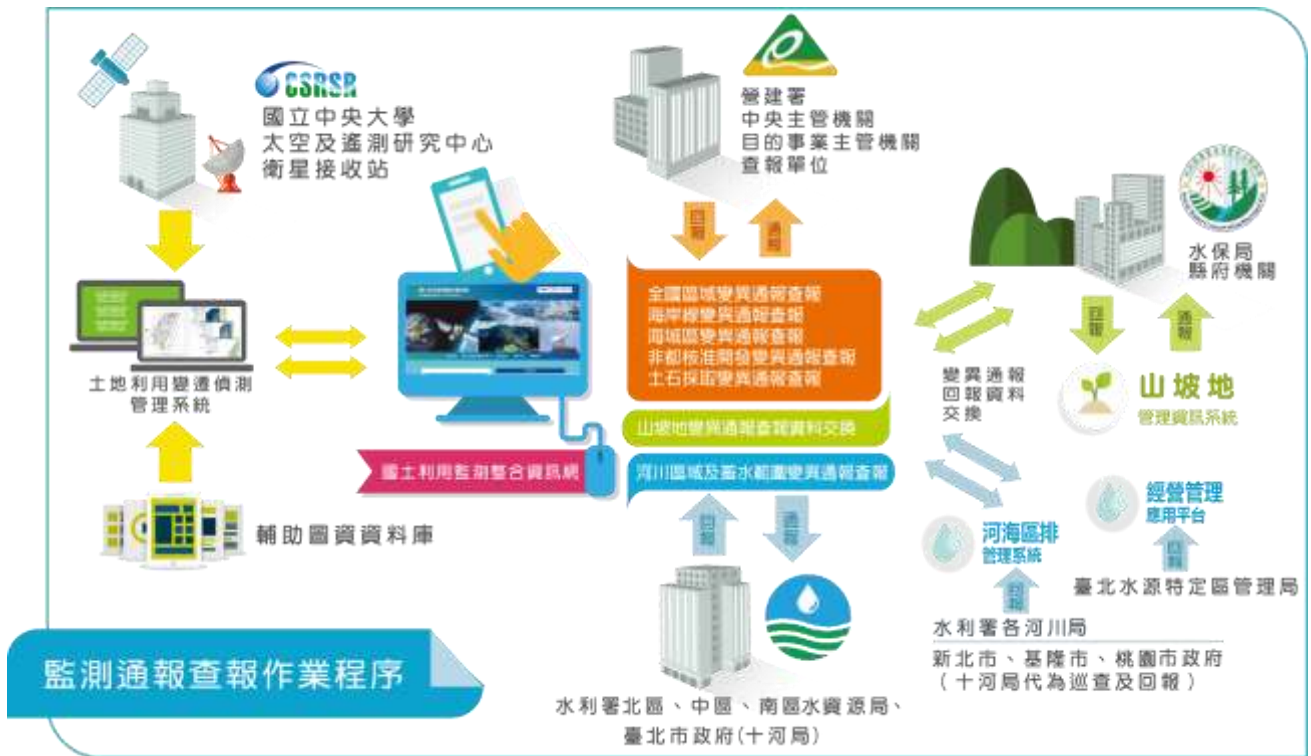 CSRSR
國立中央大學
太空及遙測研究中心
衛星接收站
營建署
中央主管機關
目的事業主管機關
查報單位
水保局
縣府機關
回報
通報
回報
通報
全國區域變異通報查報
海岸線變異通報查報
海域區變異通報查報
非都核准開發變異通報查報
土石採取變異通報查報
土地利用變遷偵測
管理系統
變異通報
回報資料
交換
山坡地
管理資訊系統
山坡地變異通報查報資料交換
國土利用監測整合資訊網
河川區域及蓄水範圍變異通報查報
輔助圖資資料庫
回報
通報
河海區排
管理系統
經營管理
應用平台
回報
回報
臺北水源特定區管理局
水利署各河川局
新北市、基隆市、桃園市政府
(十河局代為巡查及回報)
監測通報查報作業程序
水利署北區、中區、南區水資源局、
臺北市政府(十河局)